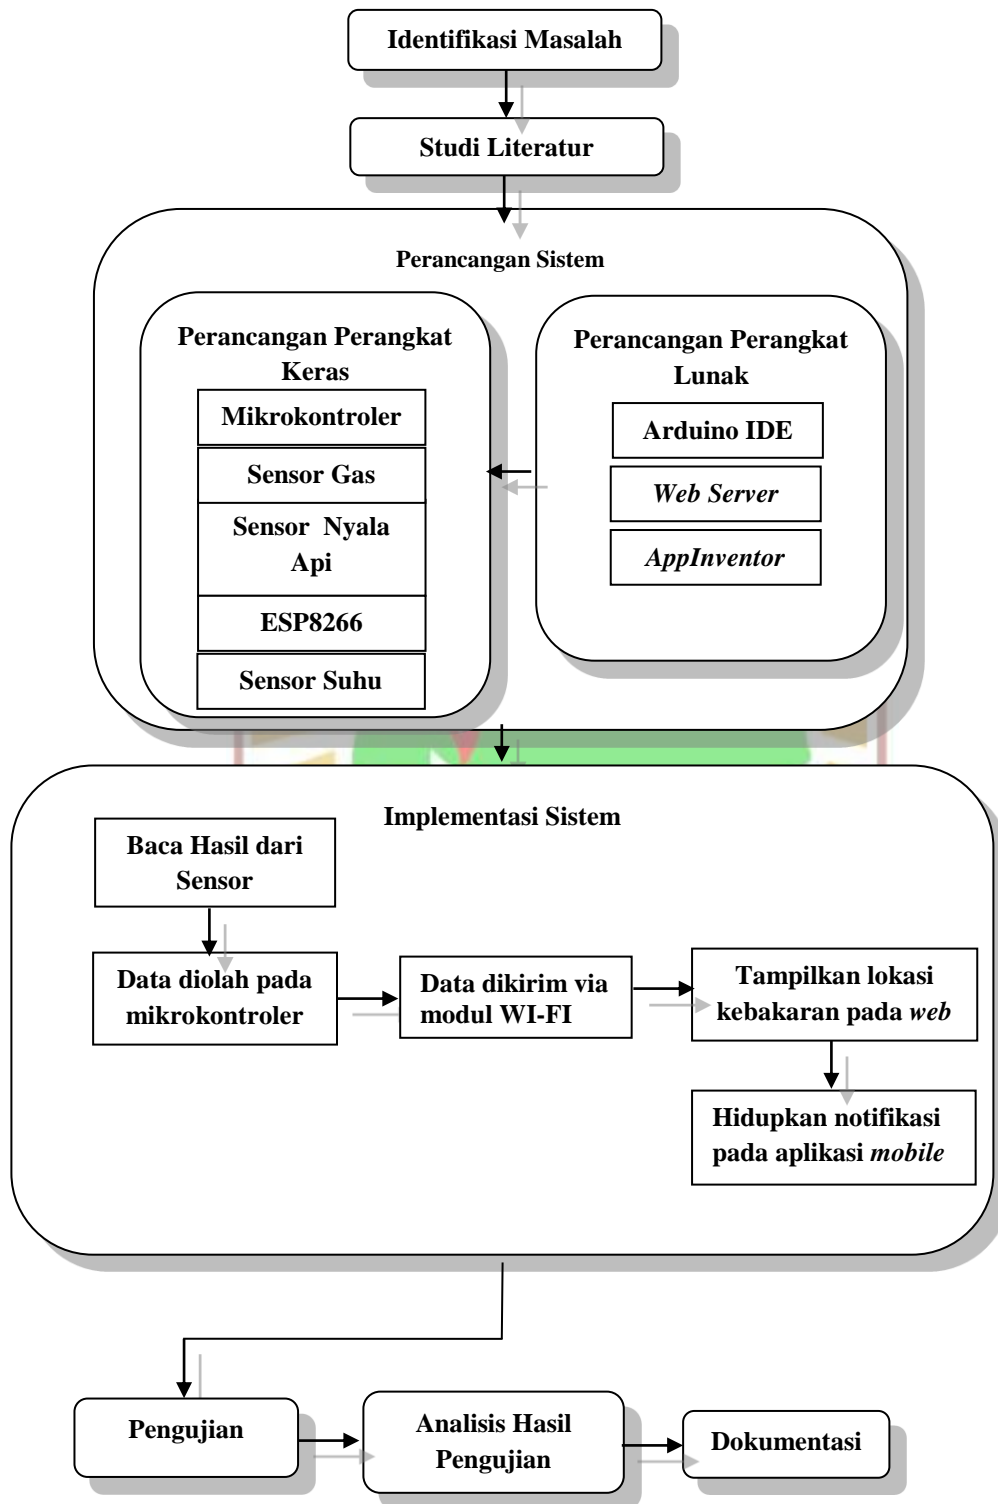 Identifikasi Masalah
Studi Literatur
Perancangan Sistem
Perancangan Perangkat
Keras
Mikrokontroler
Sensor Gas
Sensor Nyala
Api
ESP8266
Sensor Suhu
Perancangan Perangkat
Lunak
Arduino IDE
Web Server
AppInventor
Implementasi Sistem
Baca Hasil dari
Sensor
Data diolah pada
mikrokontroler
Data dikirim via
modul WI-FI
Tampilkan lokasi
kebakaran pada web
Hidupkan notifikasi
pada aplikasi mobile
Pengujian
Analisis Hasil
Pengujian
Dokumentasi